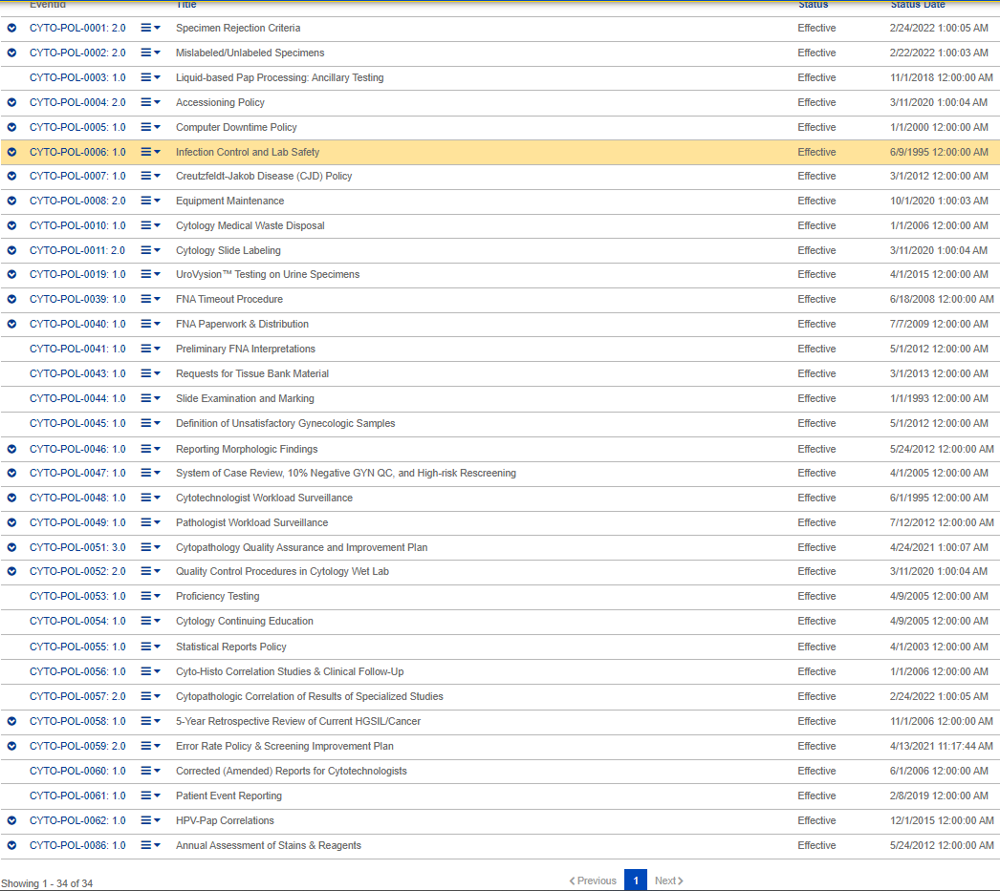 EventId Title Status Status Date
CYTO-POL-0001: 2.0 Specimen Rejection Criteria Effective 2/24/2022 1:00:05 AM
CYTO-POL-0002: 2.0 Mislabeled/Unlabeled Specimens Effective 2/22/2022 1:00:03 AM
CYTO-POL-0003: 1.0 Liquid-based Pap Processing: Ancillary Testing Effective 11/1/2018 12:00:00 AM
CYTO-POL-0004: 2.0 Accessioning Policy Effective 3/11/2020 1:00:04 AM
CYTO-POL-0005: 1.0 Computer Downtime Policy Effective 1/1/2000 12:00:00 AM
CYTO-POL-0006: 1.0 Infection Control and Lab Safety Effective 6/9/1995 12:00:00 AM
CYTO-POL-0007: 1.0 Creutzfeldt-Jakob Disease (CJD) Policy Effective 3/1/2012 12:00:00 AM
CYTO-POL-0008: 2.0 Equipment Maintenance Effective 10/1/2020 1:00:03 AM
CYTO-POL-0010: 1.0 Cytology Medical Waste Disposal Effective 1/1/2006 12:00:00 AM
CYTO-POL-0011: 2.0 Cytology Slide Labeling Effective 3/11/2020 1:00:04 AM
CYTO-POL-0019: 1.0 UroVysion™ Testing on Urine Specimens Effective 4/1/2015 12:00:00 AM
CYTO-POL-0039: 1.0 FNA Timeout Procedure Effective 6/18/2008 12:00:00 AM
CYTO-POL-0040: 1.0 FNA Paperwork & Distribution Effective 7/7/2009 12:00:00 AM
CYTO-POL-0041: 1.0 Preliminary FNA Interpretations Effective 5/1/2012 12:00:00 AM
CYTO-POL-0043: 1.0 Requests for Tissue Bank Material Effective 3/1/2013 12:00:00 AM
CYTO-POL-0044: 1.0 Slide Examination and Marking Effective 1/1/1993 12:00:00 AM
CYTO-POL-0045: 1.0 Definition of Unsatisfactory Gynecologic Samples Effective 5/1/2012 12:00:00 AM
CYTO-POL-0046: 1.0 Reporting Morphologic Findings Effective 5/24/2012 12:00:00 AM
CYTO-POL-0047: 1.0 System of Case Review, 10% Negative GYN QC, and High-risk Rescreening Effective 4/1/2005 12:00:00 AM
CYTO-POL-0048: 1.0 Cytotechnologist Workload Surveillance Effective 6/1/1995 12:00:00 AM
CYTO-POL-0049: 1.0 Pathologist Workload Surveillance Effective 7/12/2012 12:00:00 AM
CYTO-POL-0051: 3.0 Cytopathology Quality Assurance and Improvement Plan Effective 4/24/2021 1:00:07 AM
CYTO-POL-0052: 2.0 Quality Control Procedures in Cytology Wet Lab Effective 3/11/2020 1:00:04 AM
CYTO-POL-0053: 1.0 Proficiency Testing Effective 4/9/2005 12:00:00 AM
CYTO-POL-0054: 1.0 Cytology Continuing Education Effective 4/9/2005 12:00:00 AM
CYTO-POL-0055: 1.0 Statistical Reports Policy Effective 4/1/2003 12:00:00 AM
CYTO-POL-0056: 1.0 Cyto-Histo Correlation Studies & Clinical Follow-Up Effective 1/1/2006 12:00:00 AM
CYTO-POL-0057: 2.0 Cytopathologic Correlation of Results of Specialized Studies Effective 2/24/2022 1:00:05 AM
CYTO-POL-0058: 1.0 5-Year Retrospective Review of Current HGSIL/Cancer Effective 11/1/2006 12:00:00 AM
CYTO-POL-0059: 2.0 Error Rate Policy & Screening Improvement Plan Effective 4/13/2021 11:17:44 AM
CYTO-POL-0060: 1.0 Corrected (Amended) Reports for Cytotechnologists Effective 6/1/2006 12:00:00 AM
CYTO-POL-0061: 1.0 Patient Event Reporting Effective 2/8/2019 12:00:00 AM
CYTO-POL-0062: 1.0 HPV-Pap Correlations Effective 12/1/2015 12:00:00 AM
CYTO-POL-0086: 1.0 Annual Assessment of Stains & Reagents Effective 5/24/2012 12:00:00 AM
Showing 1 - 34 of 34 Previous 1 Next